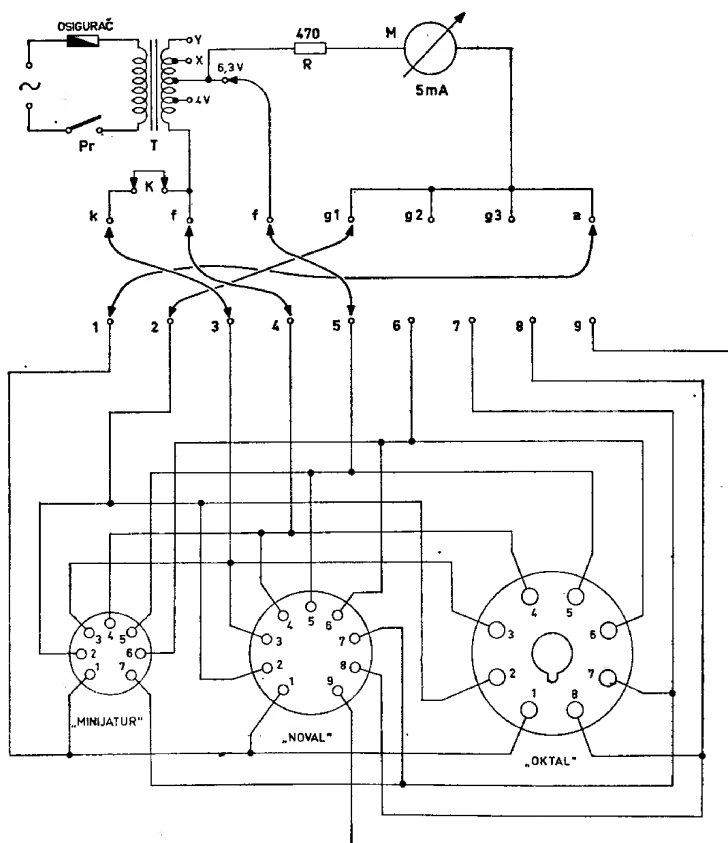 OSIGURAČ
Y
X
6,3 V
4V
470
R
M
5mA
Pr
T
K
k f f g1 g2 g3 a
1 2 3 4 5 6 7 8 9
4
3 5
2 6
1 7
„MINIJATUR"
5
4 6
3 7
2 8
1 9
„NOVAL"
4 5
3 6
2 7
1 8
„OKTAL"